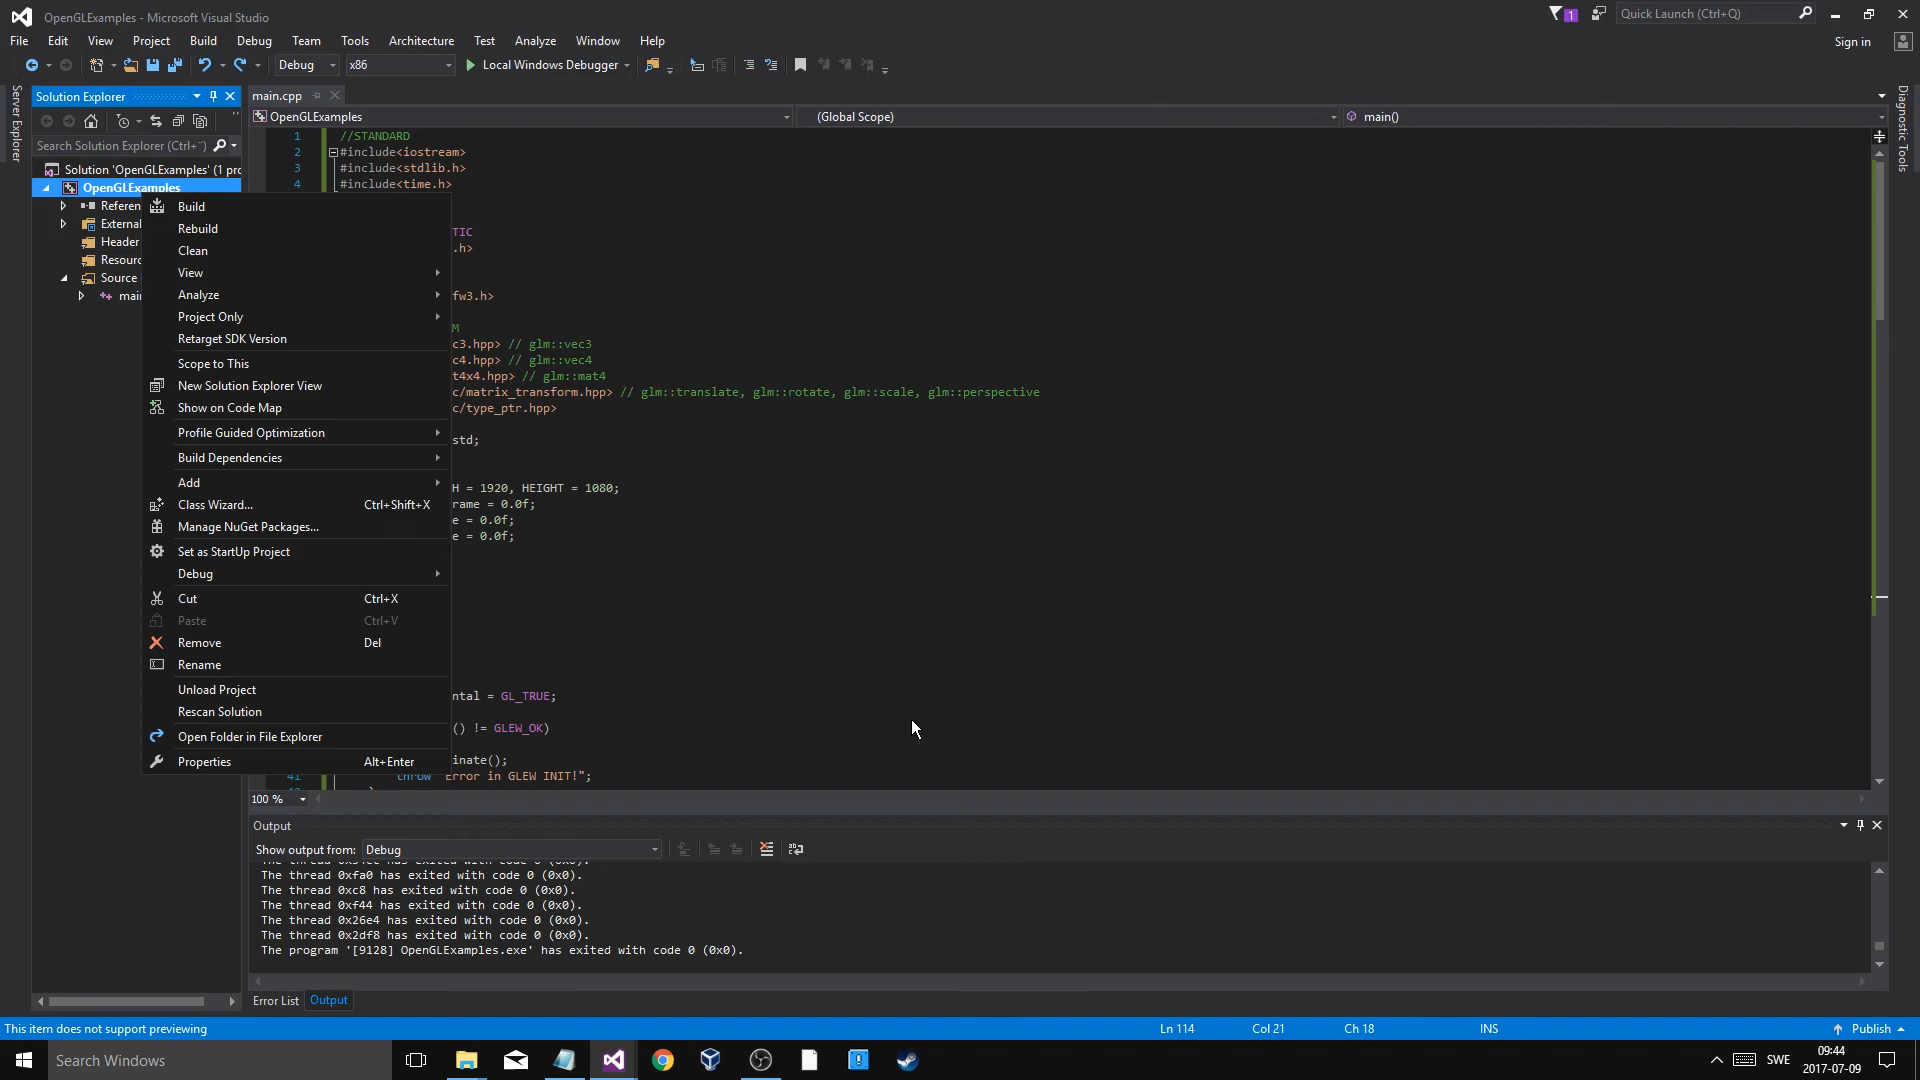 OpenGLExamples - Microsoft Visual Studio
1
Quick Launch (Ctrl+Q)
File Edit View Project Build Debug Team Tools Architecture Test Analyze Window Help
Sign in
Debug x86 Local Windows Debugger
Server Explorer
Solution Explorer
Search Solution Explorer (Ctrl+¨)
Solution 'OpenGLExamples' (1 pro
OpenGLExamples
Referen
External
Header
Resourc
Source
mai
Build
Rebuild
Clean
View
Analyze
Project Only
Retarget SDK Version
Scope to This
New Solution Explorer View
Show on Code Map
Profile Guided Optimization
Build Dependencies
Add
Class Wizard... Ctrl+Shift+X
Manage NuGet Packages...
Set as StartUp Project
Debug
Cut Ctrl+X
Paste Ctrl+V
Remove Del
Rename
Unload Project
Rescan Solution
Open Folder in File Explorer
Properties Alt+Enter
main.cpp
OpenGLExamples (Global Scope) main()
1 //STANDARD
2 #include<iostream>
3 #include<stdlib.h>
4 #include<time.h>
TIC
.h>
fw3.h>
M
c3.hpp> // glm::vec3
c4.hpp> // glm::vec4
t4x4.hpp> // glm::mat4
c/matrix_transform.hpp> // glm::translate, glm::rotate, glm::scale, glm::perspective
c/type_ptr.hpp>
std;
H = 1920, HEIGHT = 1080;
rame = 0.0f;
e = 0.0f;
e = 0.0f;
ntal = GL_TRUE;
() != GLEW_OK)
inate();
41 throw "Error in GLEW INIT!";
100 %
Diagnostic Tools
Output
Show output from: Debug
The thread 0xfa0 has exited with code 0 (0x0).
The thread 0xc8 has exited with code 0 (0x0).
The thread 0xf44 has exited with code 0 (0x0).
The thread 0x26e4 has exited with code 0 (0x0).
The thread 0x2df8 has exited with code 0 (0x0).
The program '[9128] OpenGLExamples.exe' has exited with code 0 (0x0).
Error List Output
This item does not support previewing Ln 114 Col 21 Ch 18 INS Publish
Search Windows
SWE
09:44
2017-07-09